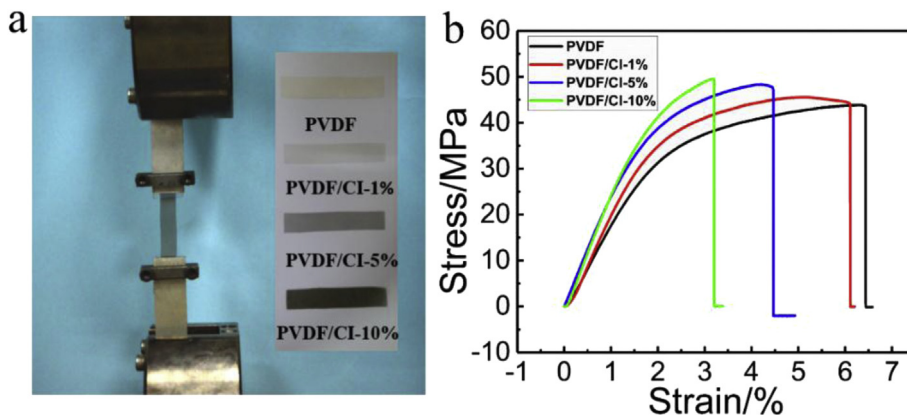 a
PVDF
PVDF/CI-1%
PVDF/CI-5%
PVDF/CI-10%
b
Stress/MPa
60
50
40
30
20
10
0
-10
PVDF
PVDF/CI-1%
PVDF/CI-5%
PVDF/CI-10%
-1 0 1 2 3 4 5 6 7
Strain/%